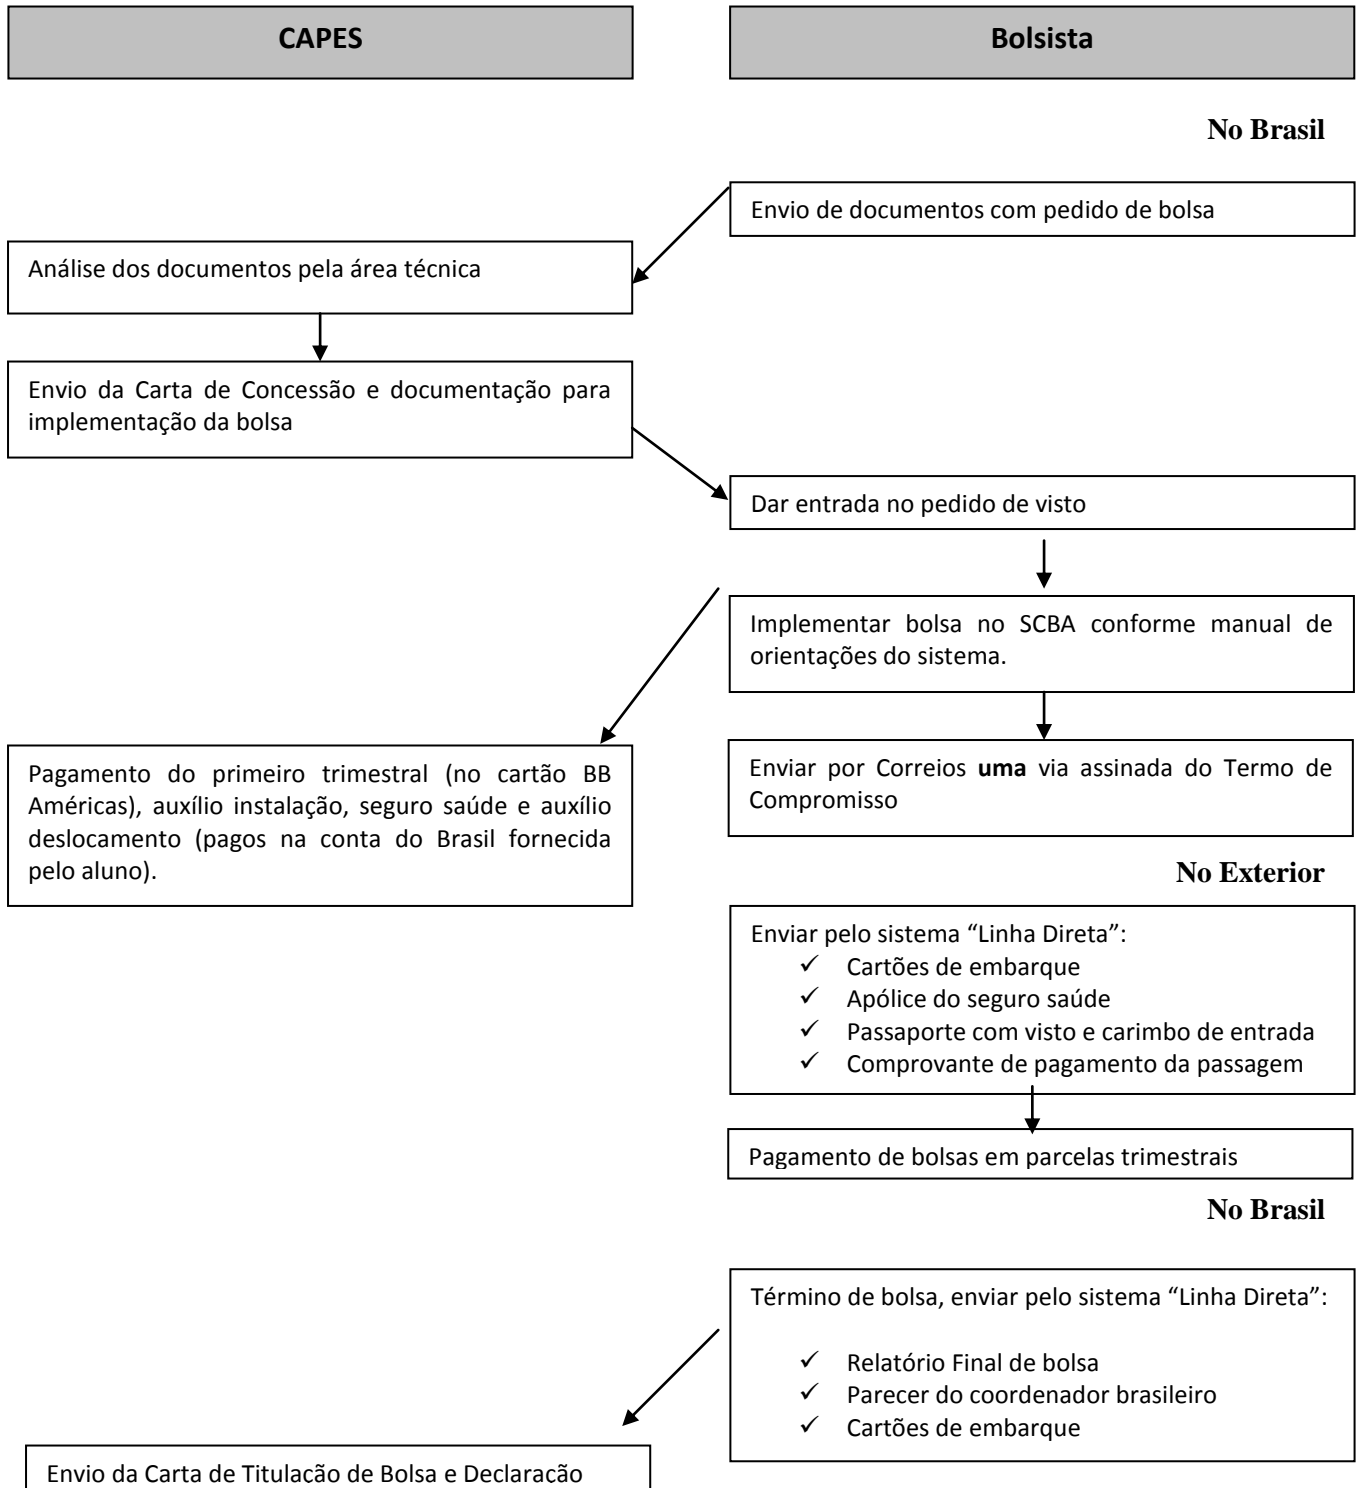 CAPES
Bolsista
No Brasil
Envio de documentos com pedido de bolsa
Análise dos documentos pela área técnica
Envio da Carta de Concessão e documentação para
implementação da bolsa
Dar entrada no pedido de visto
Implementar bolsa no SCBA conforme manual de
orientações do sistema.
Pagamento do primeiro trimestral (no cartão BB
Américas), auxílio instalação, seguro saúde e auxílio
deslocamento (pagos na conta do Brasil fornecida
pelo aluno).
Enviar por Correios uma via assinada do Termo de
Compromisso
No Exterior
Enviar pelo sistema “Linha Direta”:
✓ Cartões de embarque
✓ Apólice do seguro saúde
✓ Passaporte com visto e carimbo de entrada
✓ Comprovante de pagamento da passagem
Pagamento de bolsas em parcelas trimestrais
No Brasil
Término de bolsa, enviar pelo sistema “Linha Direta”:
✓ Relatório Final de bolsa
✓ Parecer do coordenador brasileiro
✓ Cartões de embarque
Envio da Carta de Titulação de Bolsa e Declaração